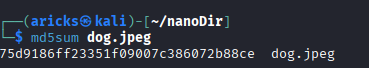 ┌──(aricks㉿kali)-[~/nanoDir]
└─$ md5sum dog.jpeg
75d9186ff23351f09007c386072b88ce  dog.jpeg